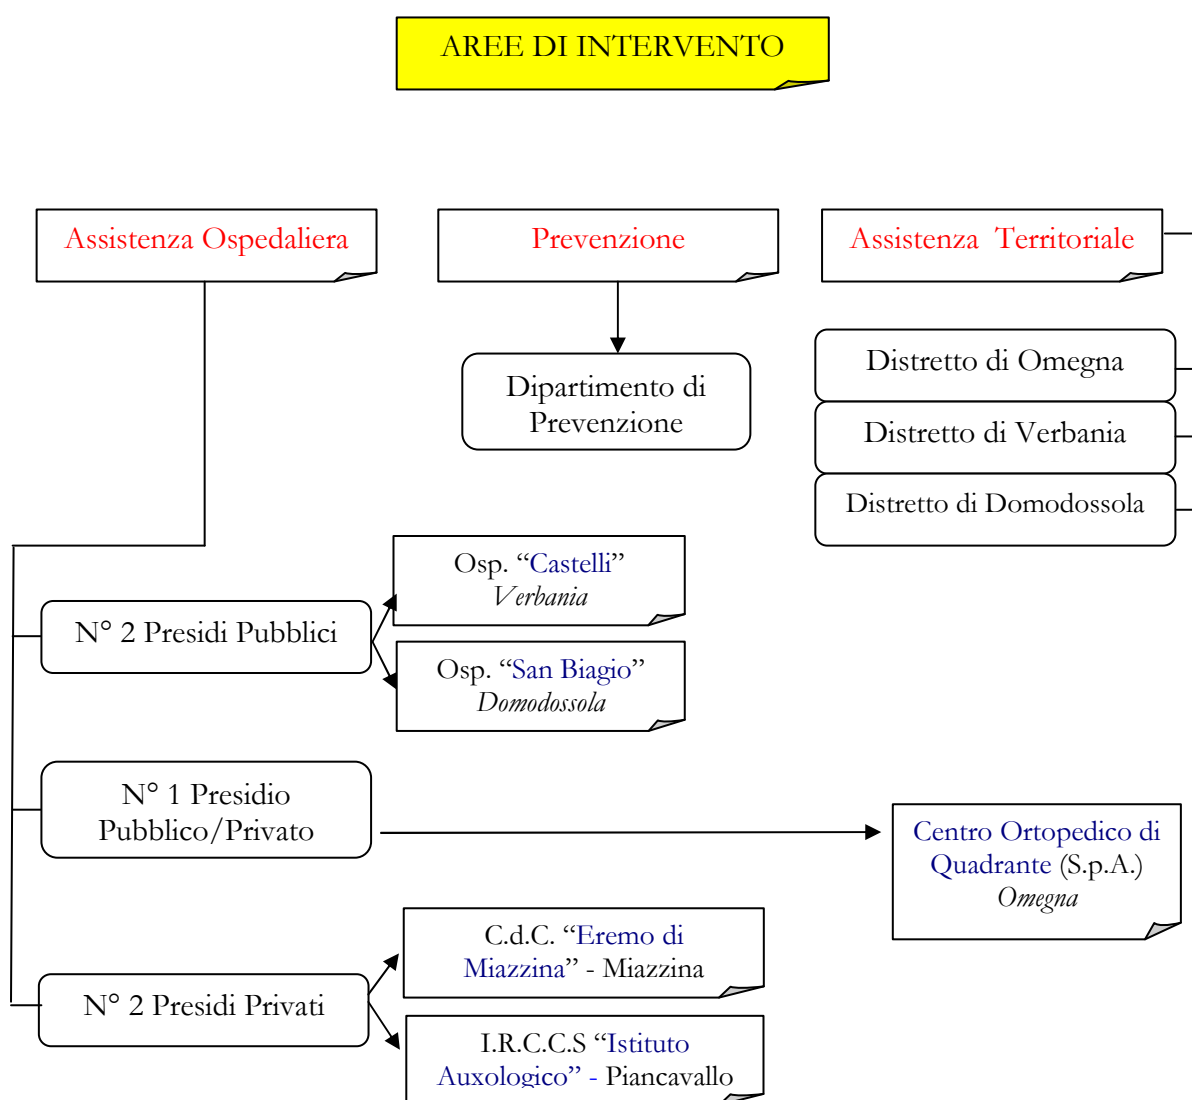 AREE DI INTERVENTO
Assistenza Ospedaliera
Prevenzione
Assistenza Territoriale
Dipartimento di
Prevenzione
Distretto di Omegna
Distretto di Verbania
Distretto di Domodossola
N° 2 Presidi Pubblici
Osp. “Castelli”
Verbania
Osp. “San Biagio”
Domodossola
N° 1 Presidio
Pubblico/Privato
Centro Ortopedico di
Quadrante (S.p.A.)
Omegna
N° 2 Presidi Privati
C.d.C. “Eremo di
Miazzina” - Miazzina
I.R.C.C.S “Istituto
Auxologico” - Piancavallo